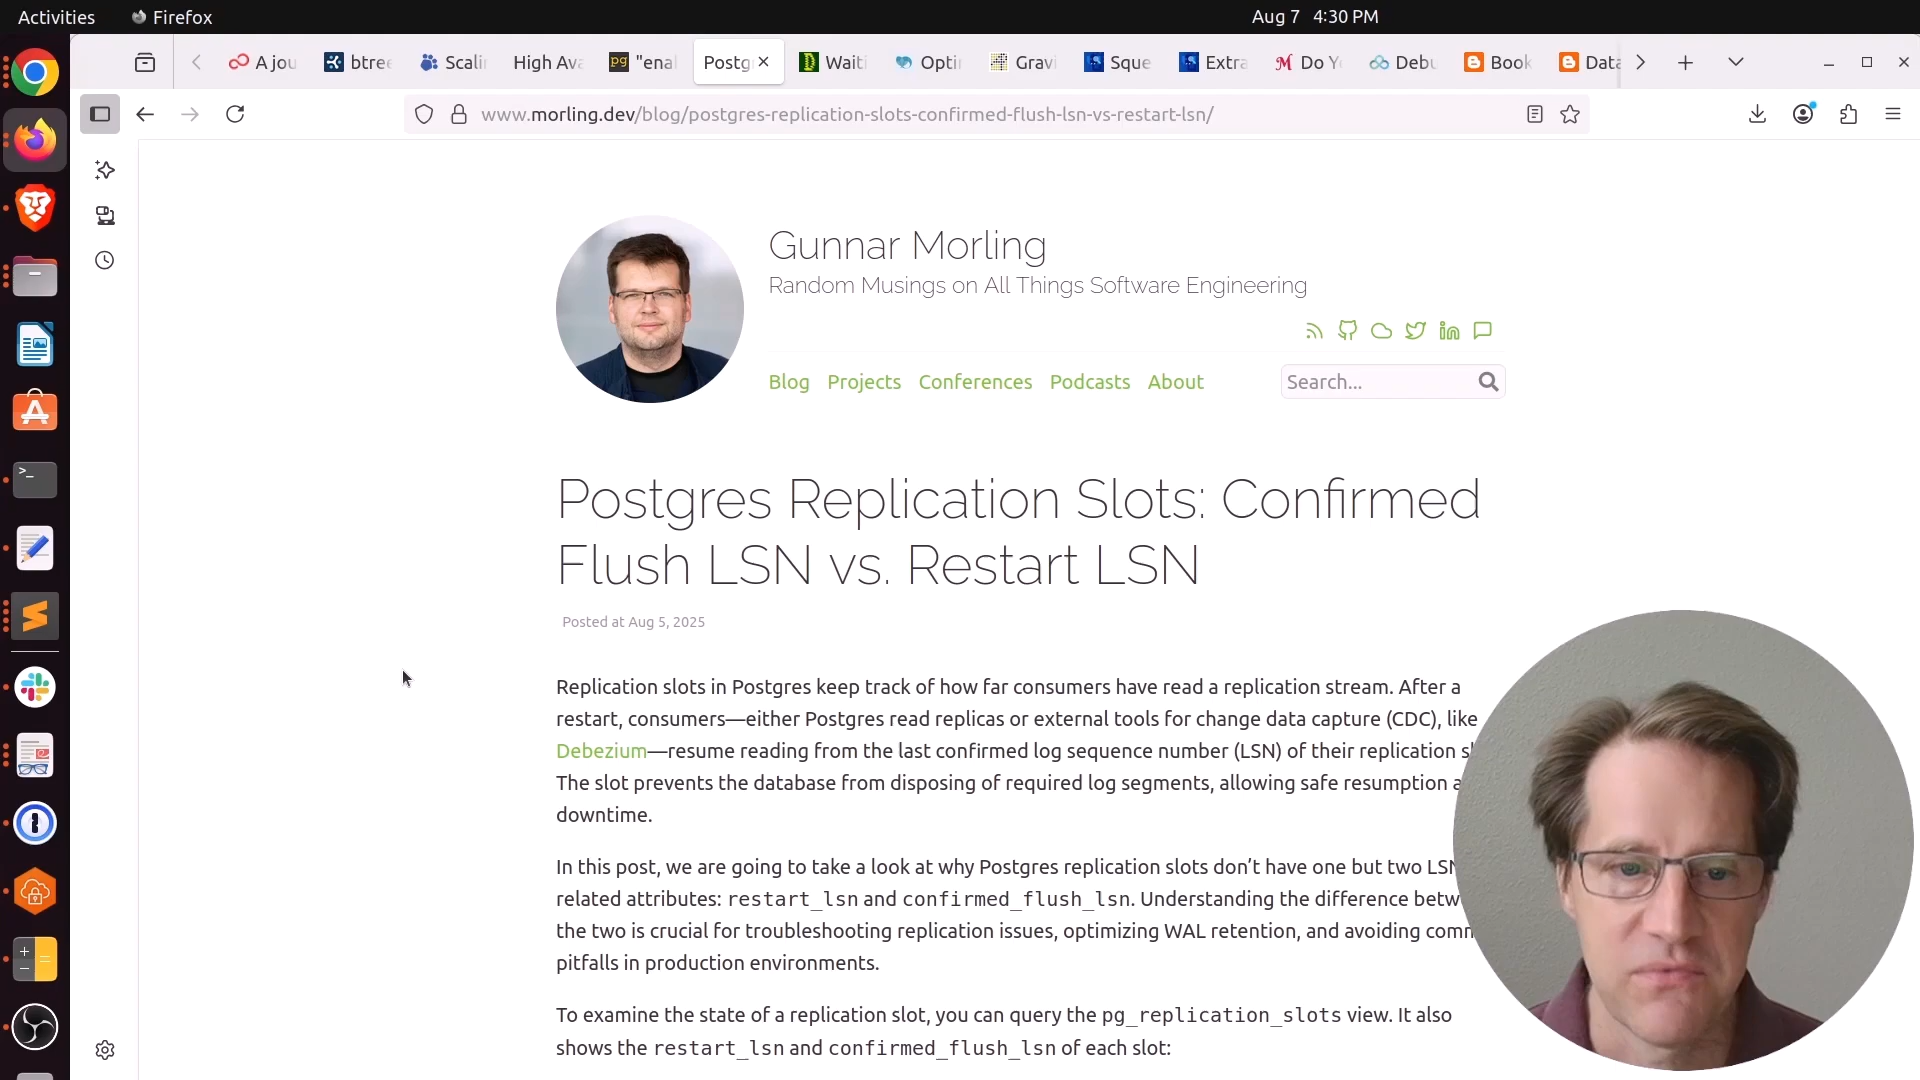 Activities
Firefox
Aug 7 4:30 PM
A jou
btree
Scali
High Ava
pg "enal
Postg
Waiti
Opti
Gravi
Sque
Extra
Do Y
Debu
Book
Data
www.morling.dev/blog/postgres-replication-slots-confirmed-flush-lsn-vs-restart-lsn/
Gunnar Morling
Random Musings on All Things Software Engineering
Blog Projects Conferences Podcasts About
Search...
Postgres Replication Slots: Confirmed
Flush LSN vs. Restart LSN
Posted at Aug 5, 2025
Replication slots in Postgres keep track of how far consumers have read a replication stream. After a
restart, consumers—either Postgres read replicas or external tools for change data capture (CDC), like
Debezium—resume reading from the last confirmed log sequence number (LSN) of their replication sl
The slot prevents the database from disposing of required log segments, allowing safe resumption a
downtime.
In this post, we are going to take a look at why Postgres replication slots don’t have one but two LSN
related attributes: restart_lsn and confirmed_flush_lsn. Understanding the difference betw
the two is crucial for troubleshooting replication issues, optimizing WAL retention, and avoiding comm
pitfalls in production environments.
To examine the state of a replication slot, you can query the pg_replication_slots view. It also
shows the restart_lsn and confirmed_flush_lsn of each slot: